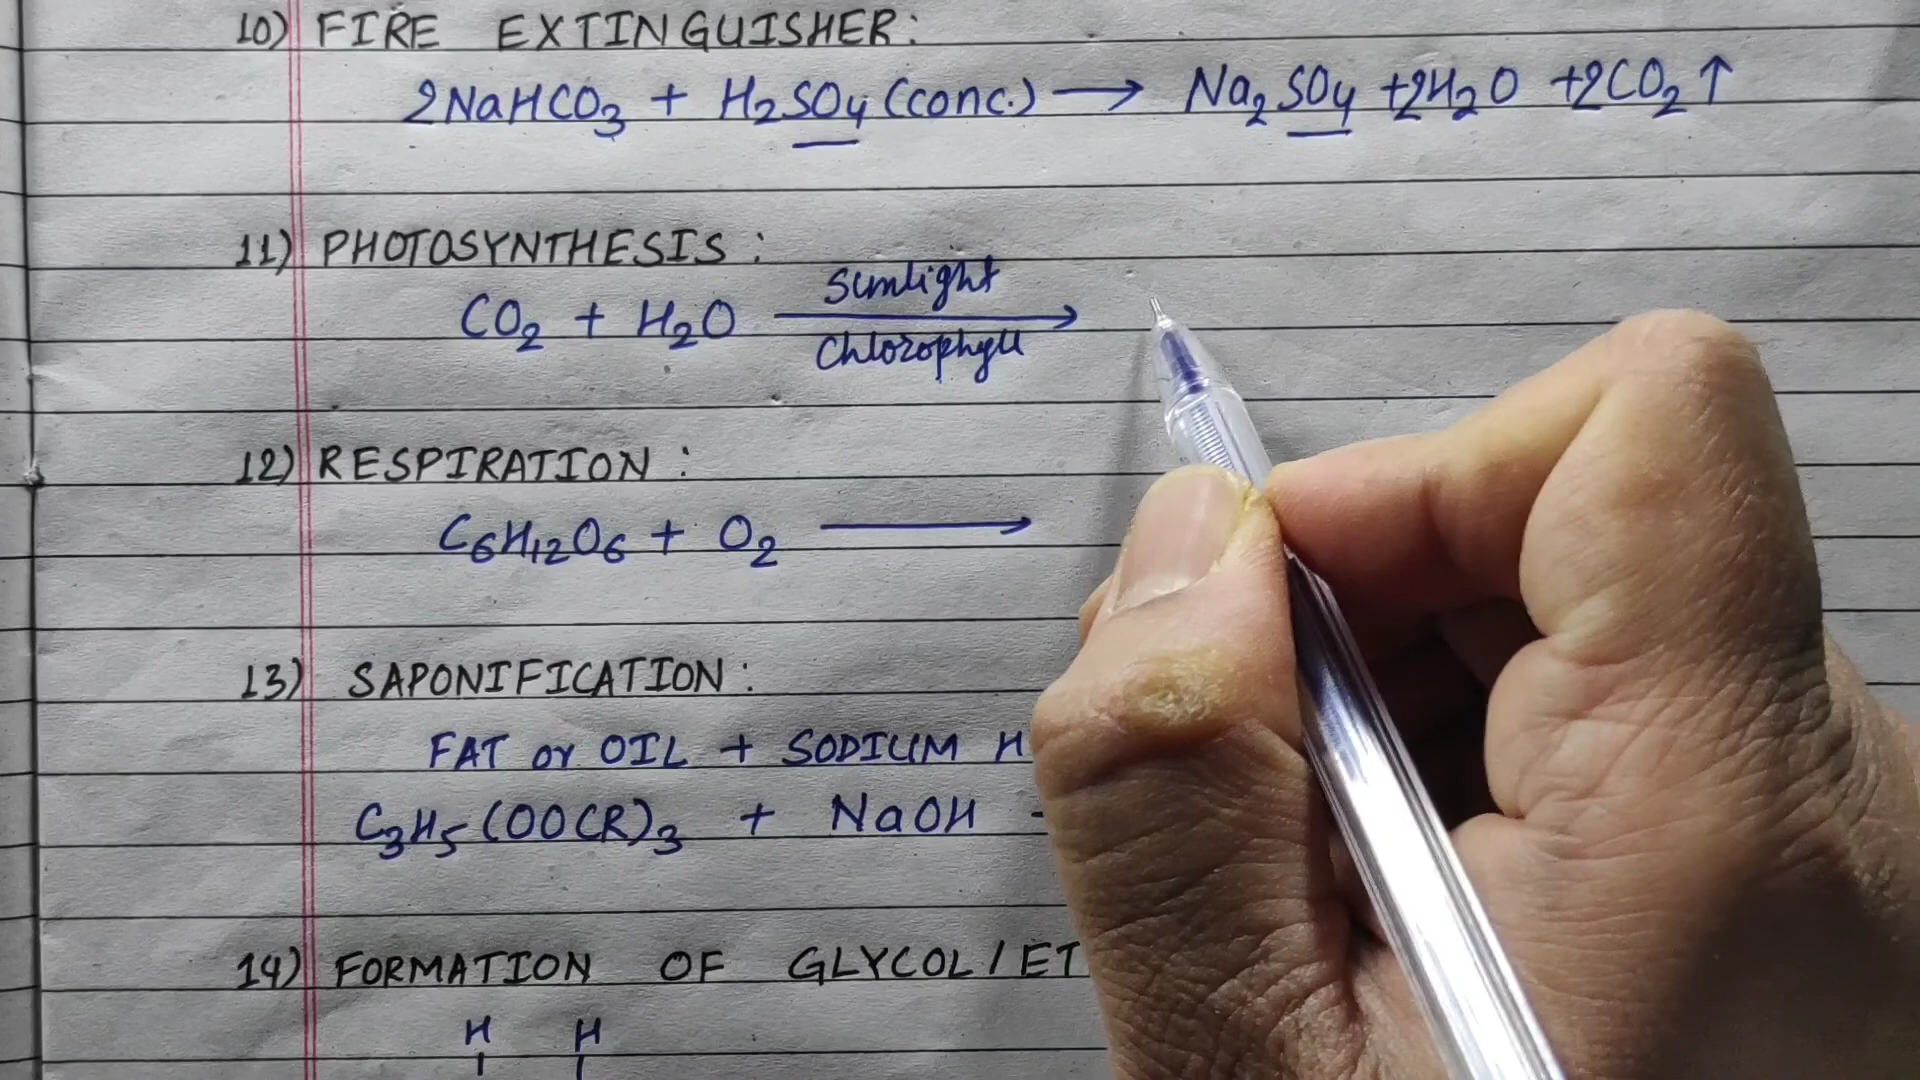 10) FIRE EXTINGUISHER:
2NaHCO3 + H2SO4 (conc.) → Na2SO4 +2H2O +2CO2↑
11) PHOTOSYNTHESIS:
Sunlight
CO2 + H2O →
Chlorophyll
12) RESPIRATION:
C6H12O6 + O2 →
13) SAPONIFICATION:
FAT or OIL + SODIUM H
C3H5(OOCR)3 + NaOH -
14) FORMATION OF GLYCOL/ET
H H